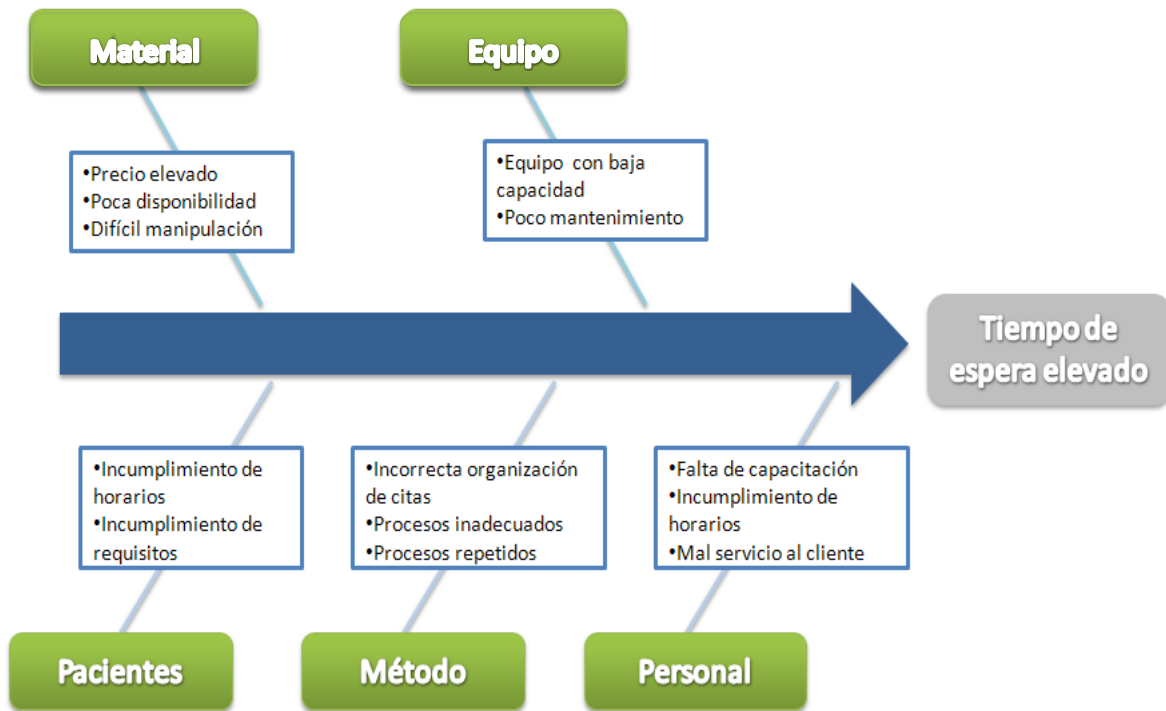 Material
Equipo
•Precio elevado
•Poca disponibilidad
•Difícil manipulación
•Equipo con baja
capacidad
•Poco mantenimiento
Tiempo de
espera elevado
•Incumplimiento de
horarios
•Incumplimiento de
requisitos
•Incorrecta organización
de citas
•Procesos inadecuados
•Procesos repetidos
•Falta de capacitación
•Incumplimiento de
horarios
•Mal servicio al cliente
Pacientes
Método
Personal